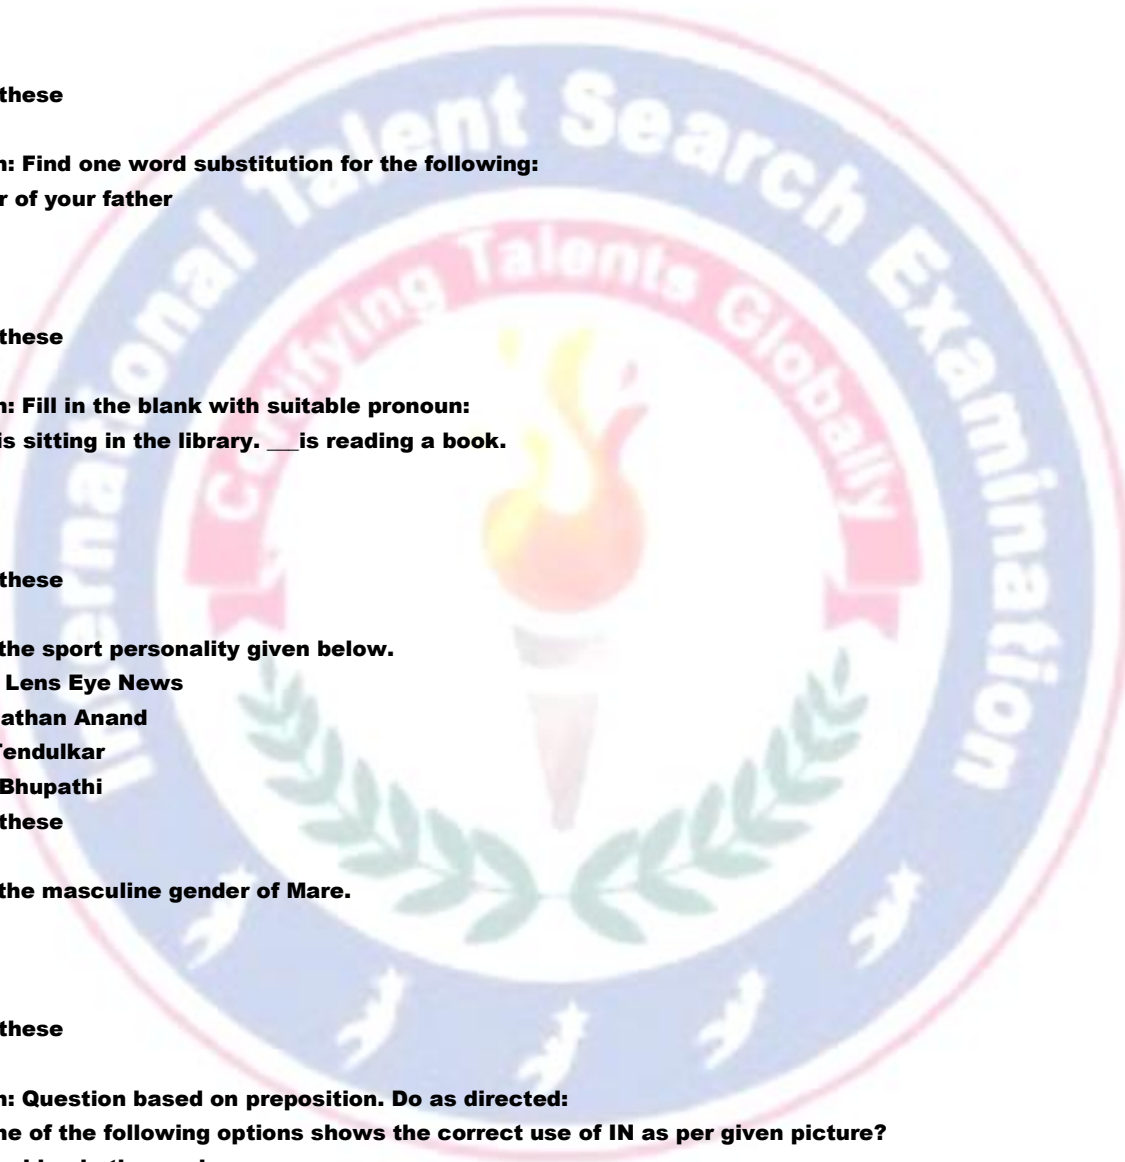 International Talent Search Examination
Certifying Talents Globally
these
n: Find one word substitution for the following:
r of your father
these
n: Fill in the blank with suitable pronoun:
is sitting in the library. ___is reading a book.
these
the sport personality given below.
Lens Eye News
athan Anand
Tendulkar
Bhupathi
these
the masculine gender of Mare.
these
n: Question based on preposition. Do as directed:
ne of the following options shows the correct use of IN as per given picture?